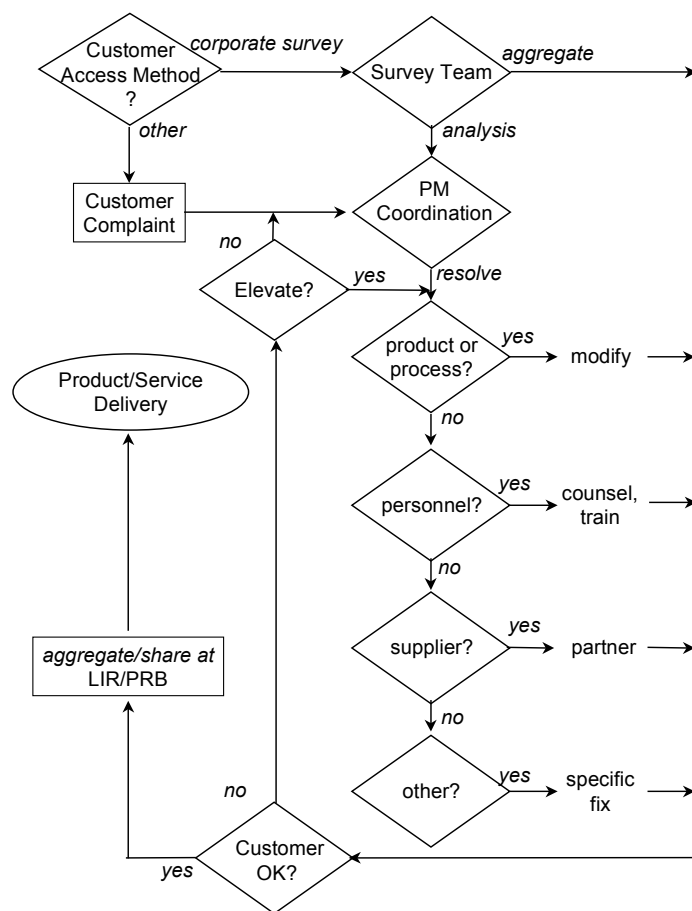 Customer
Access Method
?
corporate survey
Survey Team
aggregate
other
analysis
Customer
Complaint
PM
Coordination
no
Elevate?
yes
resolve
product or
process?
yes
modify
Product/Service
Delivery
no
personnel?
yes
counsel,
train
no
aggregate/share at
LIR/PRB
supplier?
yes
partner
no
other?
yes
specific
fix
no
Customer
OK?
yes